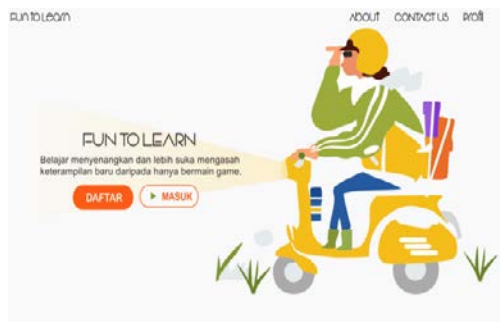 FUN TO LEARN
ABOUT CONTACT US Profil
FUN TO LEARN
Belajar menyenangkan dan lebih suka mengasah
keterampilan baru daripada hanya bermain game.
DAFTAR MASUK